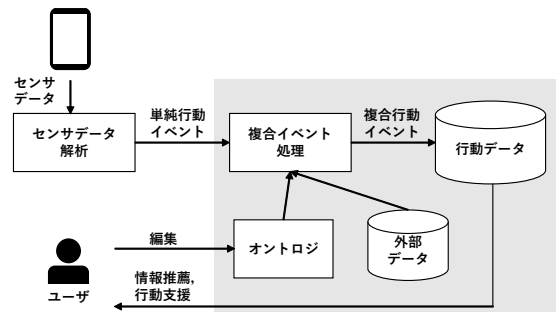 センサ
データ
センサデータ
解析
単純行動
イベント
複合イベント
処理
複合行動
イベント
行動データ
編集
オントロジ
外部
データ
ユーザ
情報推薦,
行動支援